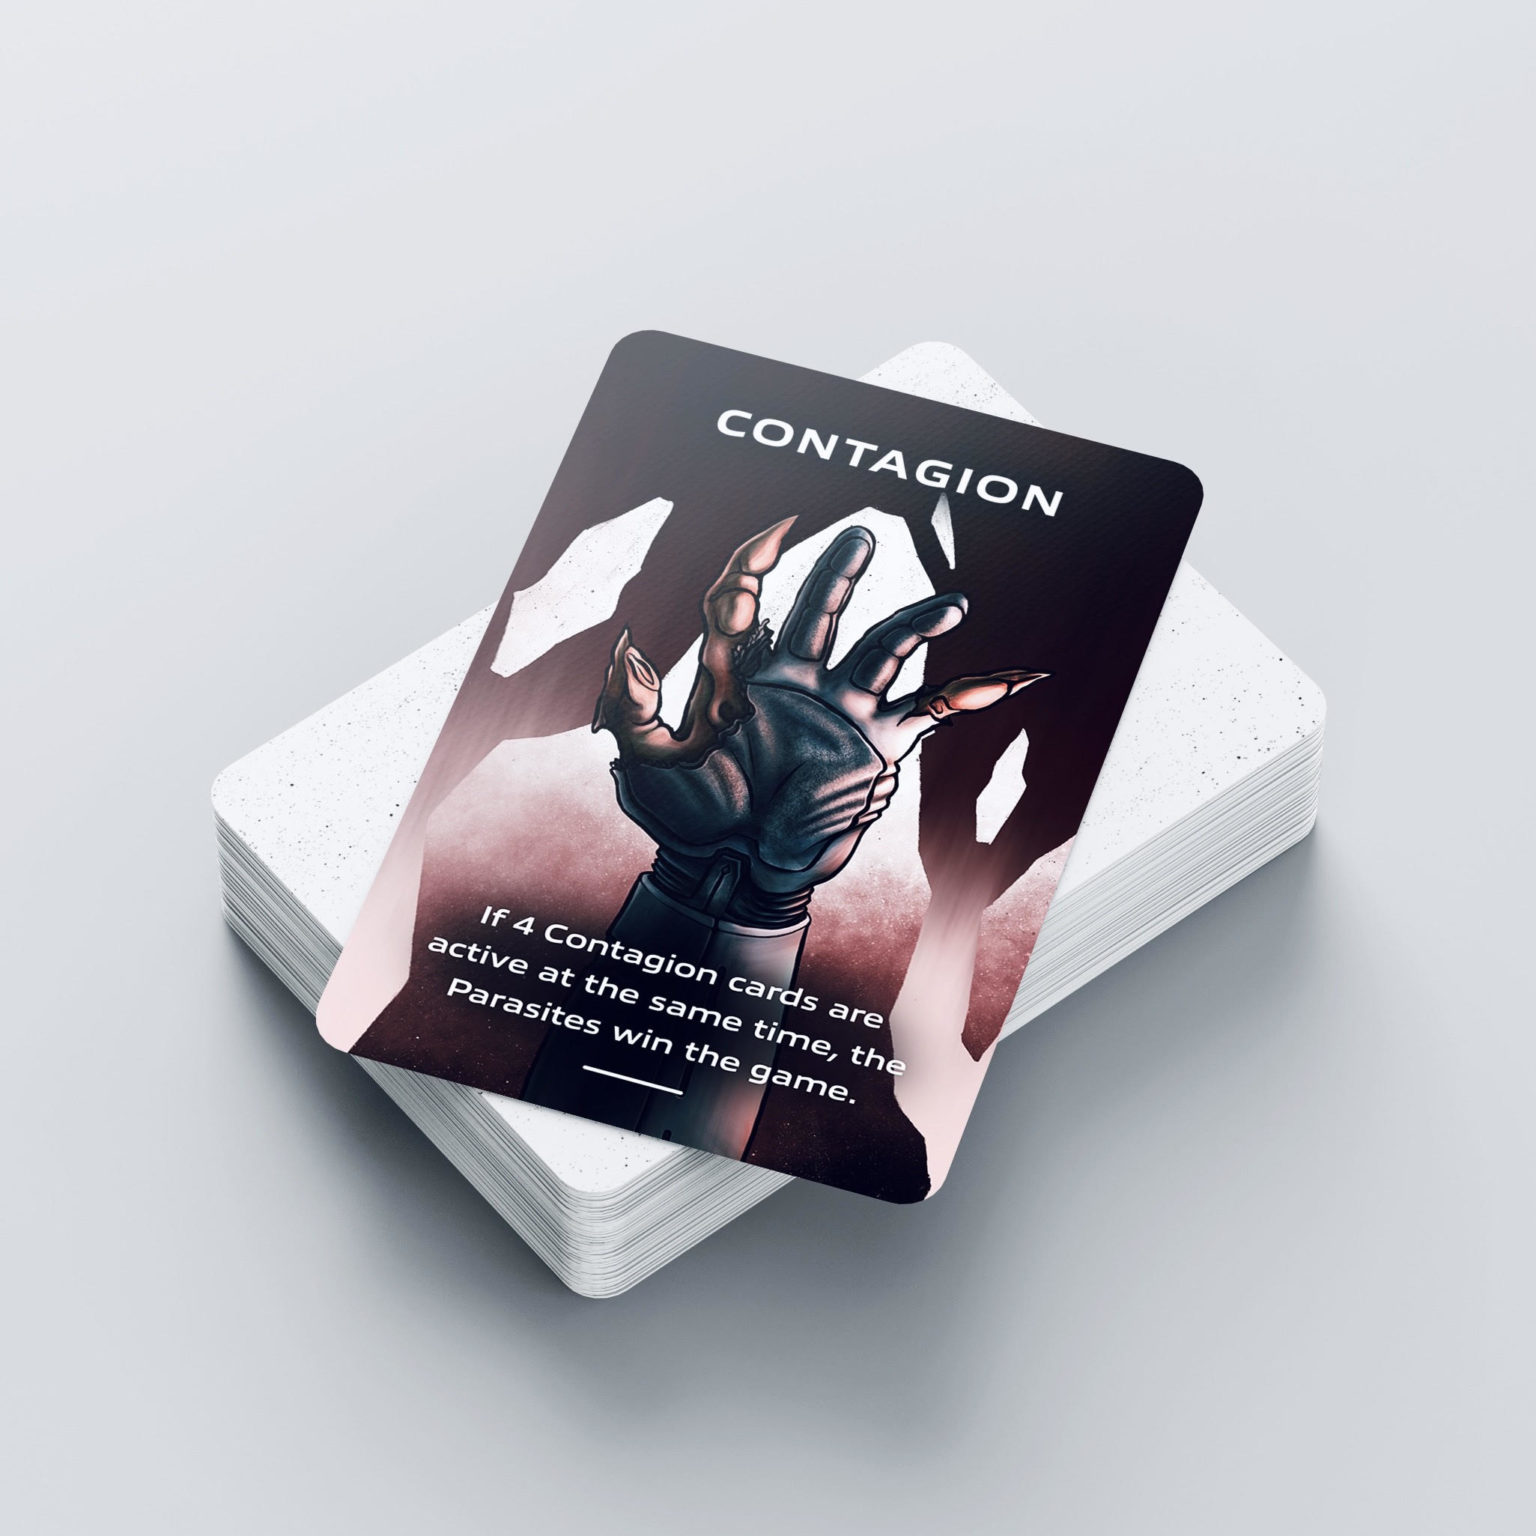 CONTAGION
If 4 Contagion cards are
active at the same time, the
Parasites win the game.